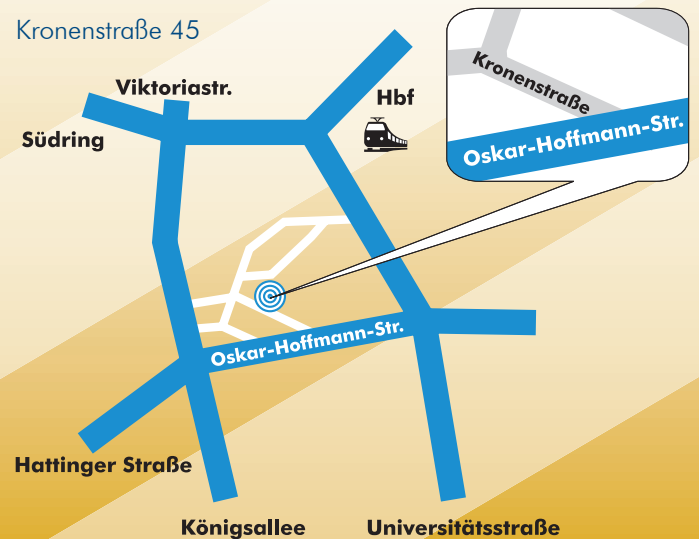 Kronenstraße 45
Viktoriastr.
Hbf
Südring
Kronenstraße
Oskar-Hoffmann-Str.
Oskar-Hoffmann-Str.
Hattinger Straße
Königsallee
Universitätsstraße